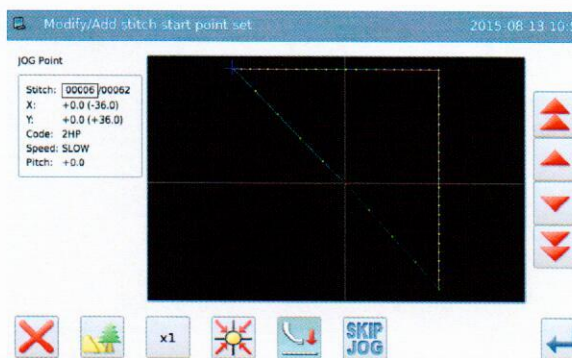 Modify/Add stitch start point set 2015-08-13 10:
JOG Point
Stitch: 00006/00062
X: +0.0 (-36.0)
Y: +0.0 (+36.0)
Code: 2HP
Speed: SLOW
Pitch: +0.0
x1
SKIP
JOG